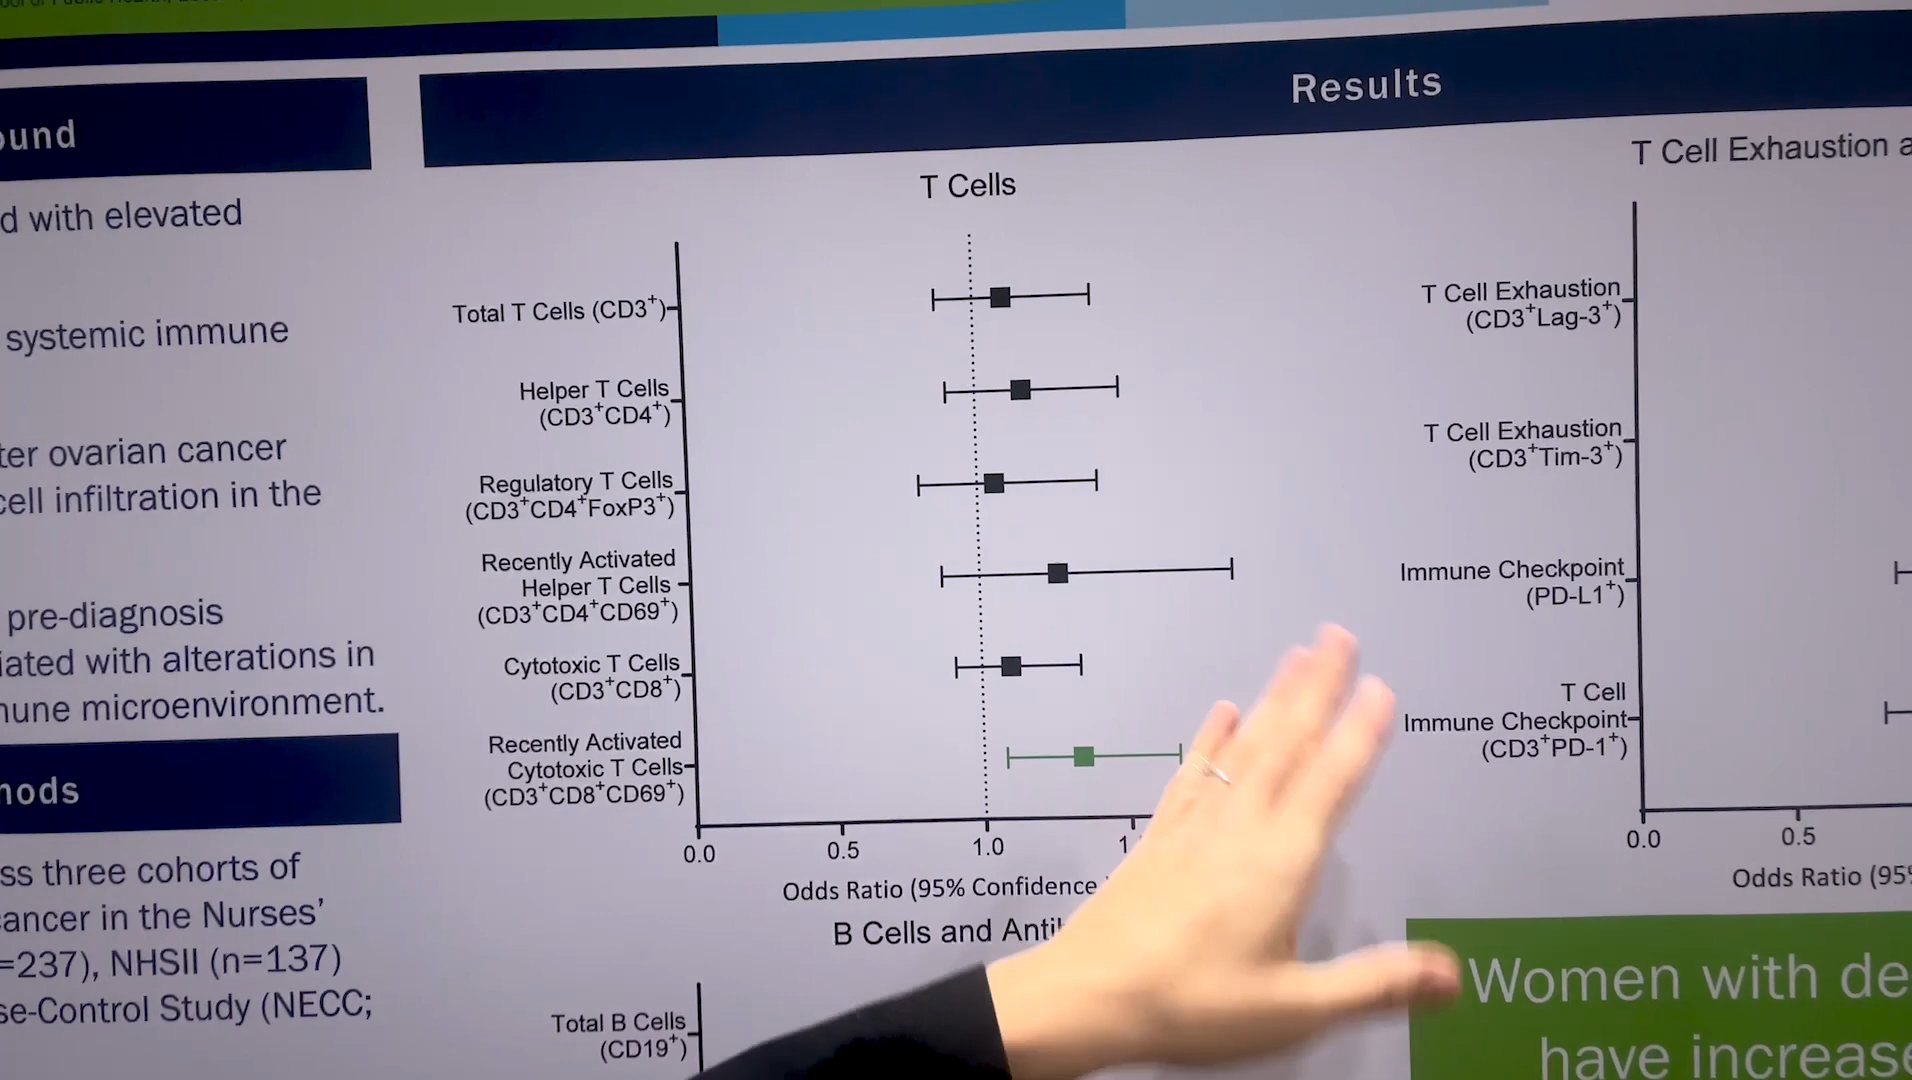 Results
ound
d with elevated
systemic immune
ter ovarian cancer
cell infiltration in the
pre-diagnosis
iated with alterations in
nune microenvironment.
nods
ss three cohorts of
ancer in the Nurses'
=237), NHSII (n=137)
se-Control Study (NECC;
T Cells
Total T Cells (CD3+)
Helper T Cells
(CD3+CD4+)
Regulatory T Cells
(CD3+CD4+FoxP3+)
Recently Activated
Helper T Cells
(CD3+CD4+CD69+)
Cytotoxic T Cells
(CD3+CD8+)
Recently Activated
Cytotoxic T Cells
(CD3+CD8+CD69+)
0.0 0.5 1.0 1
Odds Ratio (95% Confidence
B Cells and Anti
Total B Cells
(CD19+)
T Cell Exhaustion a
T Cell Exhaustion
(CD3+Lag-3+)
T Cell Exhaustion
(CD3+Tim-3+)
Immune Checkpoint
(PD-L1+)
T Cell
Immune Checkpoint
(CD3+PD-1+)
0.0 0.5
Odds Ratio (95%
Women with de
have increase